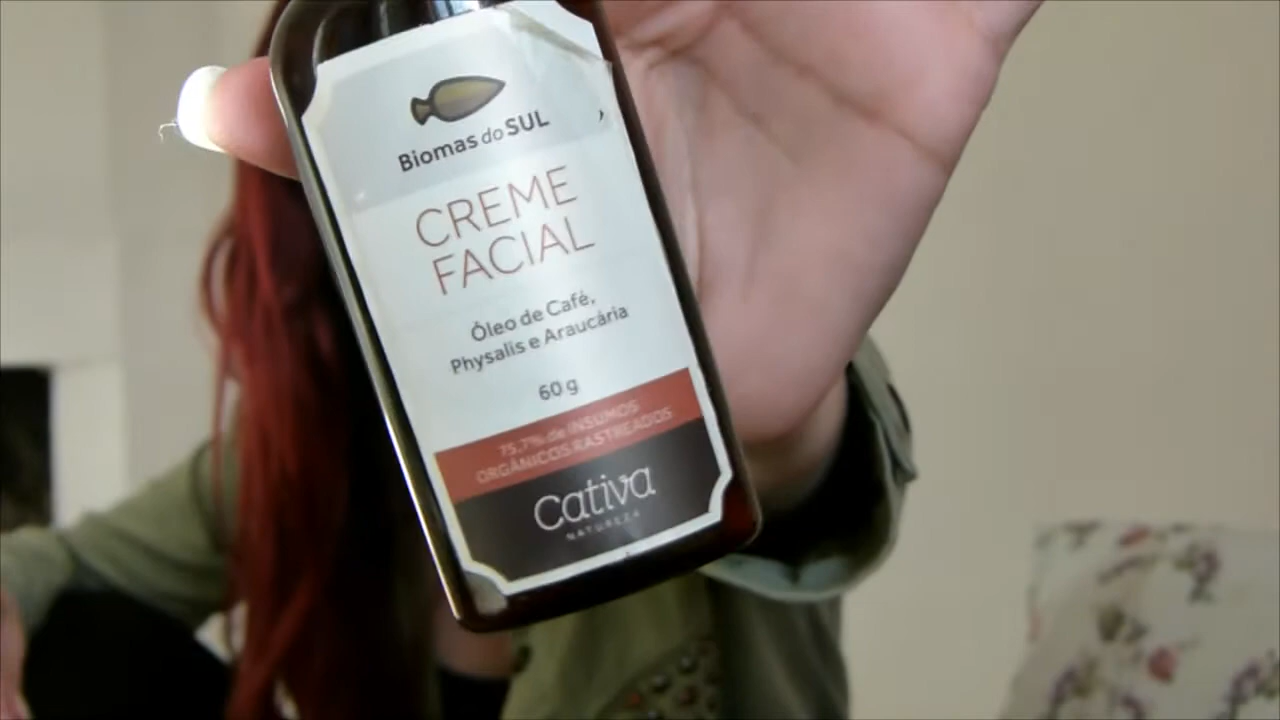 Biomas do SUL
CREME
FACIAL
Óleo de Café,
Physalis e Araucária
60 g
75,7% de INSUMOS
ORGÂNICOS RASTREADOS
cativa
NATUREZA